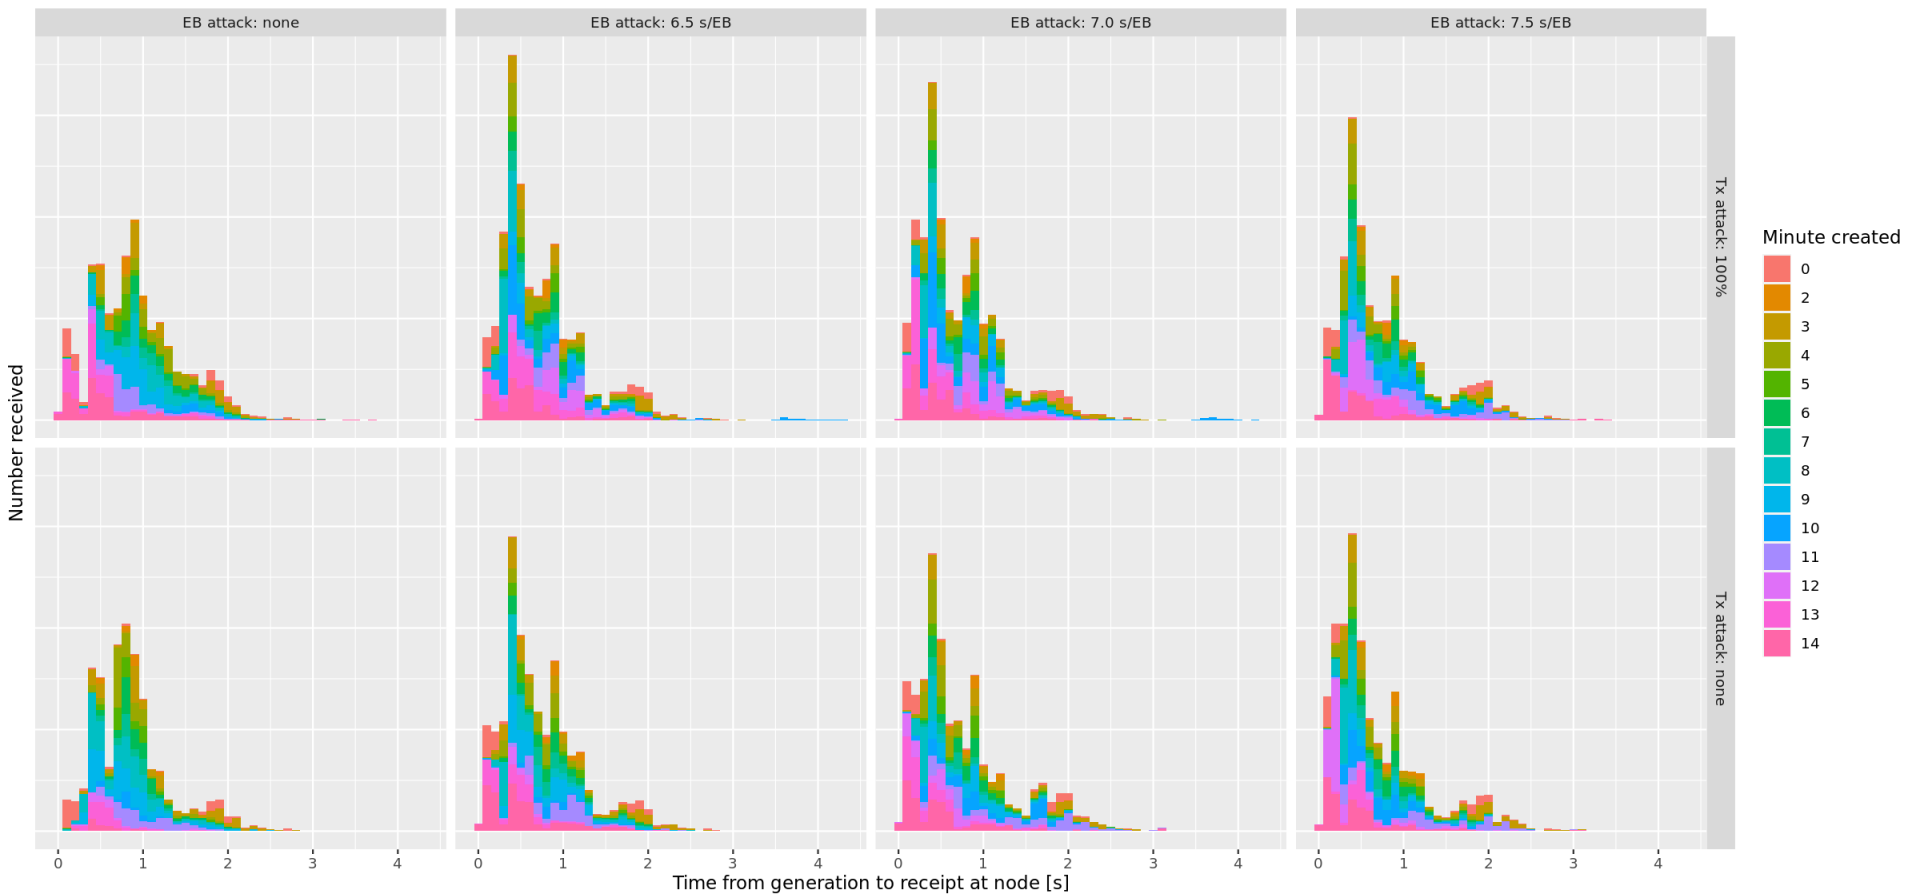 EB attack: none
EB attack: 6.5 s/EB
EB attack: 7.0 s/EB
EB attack: 7.5 s/EB
Tx attack: 100%
Tx attack: none
Number received
0 1 2 3 4
0 1 2 3 4
0 1 2 3 4
0 1 2 3 4
Time from generation to receipt at node [s]
Minute created
0
2
3
4
5
6
7
8
9
10
11
12
13
14